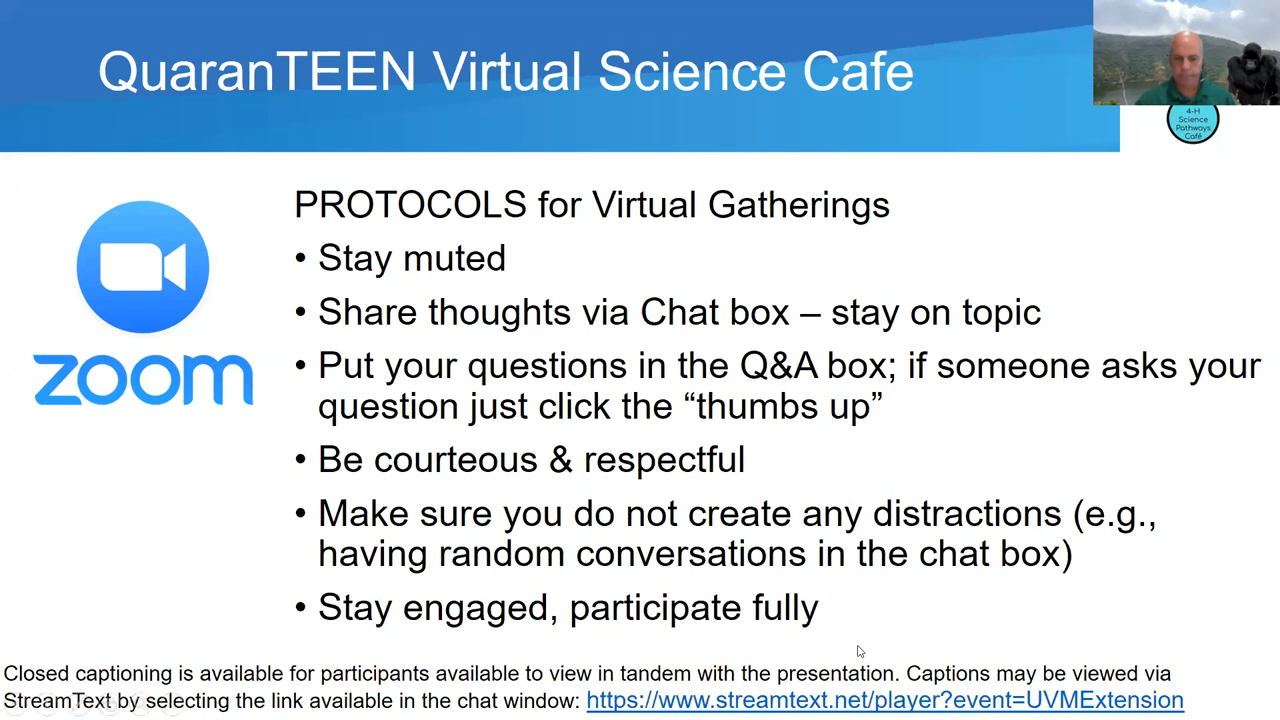 QuaranTEEN Virtual Science Cafe
4-H
Science
Pathways
Café
PROTOCOLS for Virtual Gatherings
• Stay muted
• Share thoughts via Chat box – stay on topic
• Put your questions in the Q&A box; if someone asks your
question just click the “thumbs up”
• Be courteous & respectful
• Make sure you do not create any distractions (e.g.,
having random conversations in the chat box)
• Stay engaged, participate fully
zoom
Closed captioning is available for participants available to view in tandem with the presentation. Captions may be viewed via
StreamText by selecting the link available in the chat window: https://www.streamtext.net/player?event=UVMExtension